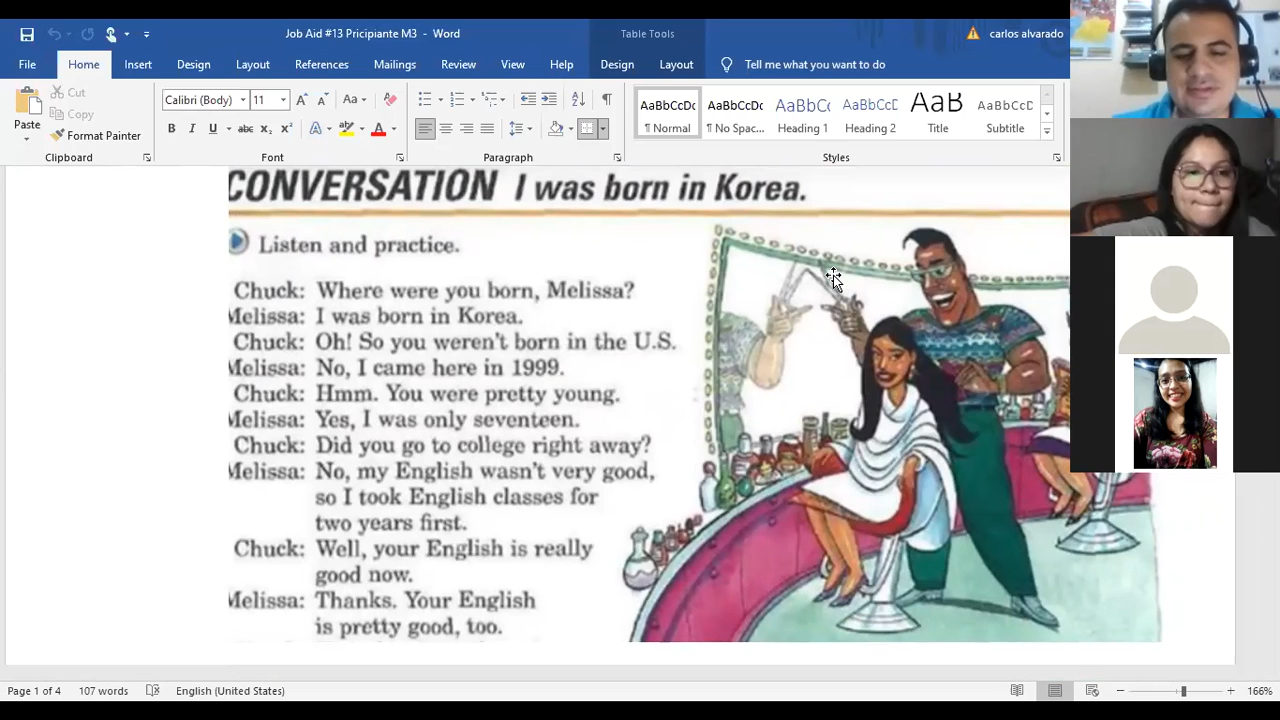 Job Aid #13 Pricipiante M3 - Word
Table Tools
carlos alvarado
File Home Insert Design Layout References Mailings Review View Help Design Layout Tell me what you want to do
Paste
Cut
Copy
Format Painter
Calibri (Body) 11
AaBbCcDc AaBbCcDc AaBbCc AaBbCcD AaB AaBbCcD
¶ Normal ¶ No Spac... Heading 1 Heading 2 Title Subtitle
Clipboard Font Paragraph Styles
CONVERSATION I was born in Korea.
Listen and practice.
Chuck: Where were you born, Melissa?
Melissa: I was born in Korea.
Chuck: Oh! So you weren't born in the U.S.
Melissa: No, I came here in 1999.
Chuck: Hmm. You were pretty young.
Melissa: Yes, I was only seventeen.
Chuck: Did you go to college right away?
Melissa: No, my English wasn't very good,
so I took English classes for
two years first.
Chuck: Well, your English is really
good now.
Melissa: Thanks. Your English
is pretty good, too.
Page 1 of 4 107 words English (United States) 166%